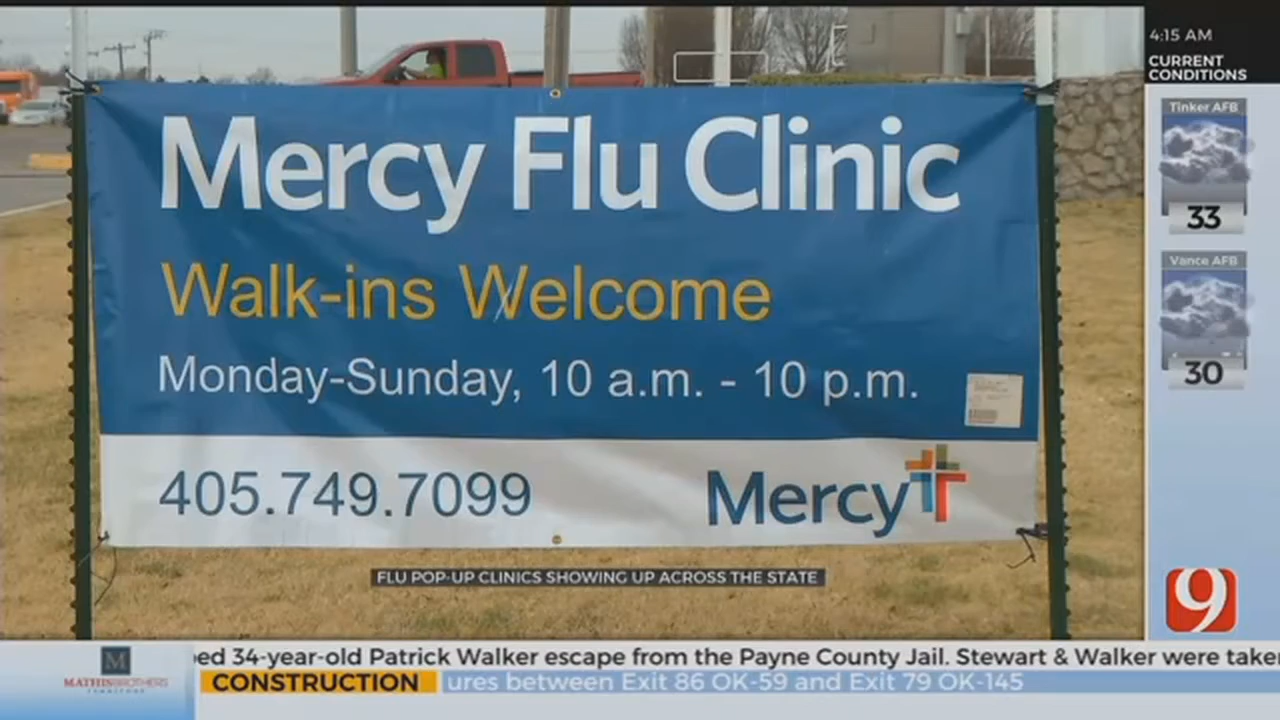 4:15 AM
CURRENT
CONDITIONS
Tinker AFB
33
Vance AFB
30
Mercy Flu Clinic
Walk-ins Welcome
Monday-Sunday, 10 a.m. - 10 p.m.
405.749.7099
Mercy
FLU POP-UP CLINICS SHOWING UP ACROSS THE STATE
9
M
MATHIS BROTHERS
FURNITURE
ped 34-year-old Patrick Walker escape from the Payne County Jail. Stewart & Walker were taken
CONSTRUCTION
ures between Exit 86 OK-59 and Exit 79 OK-145